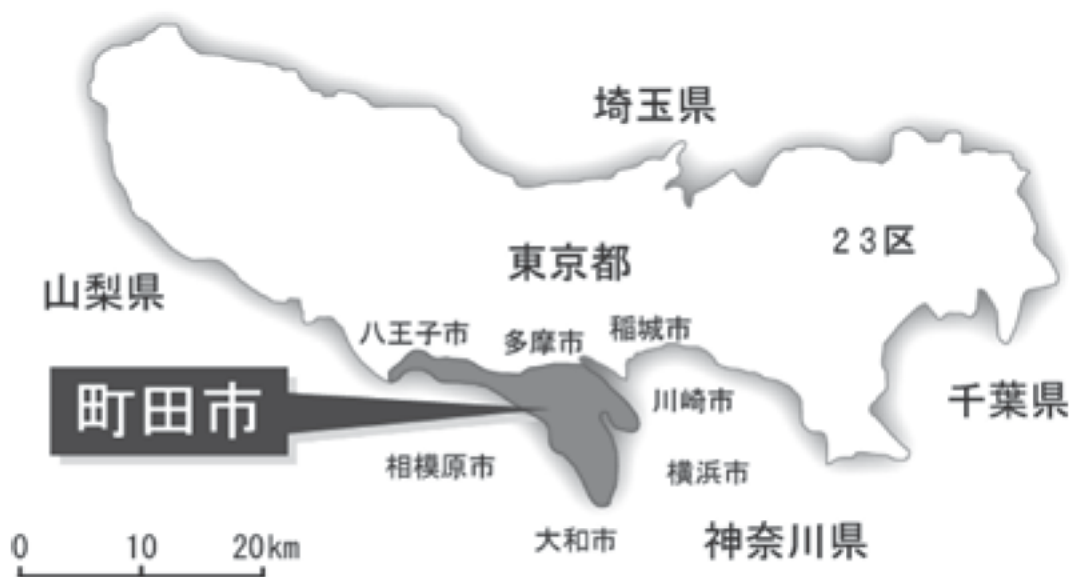 埼玉県
23区
東京都
山梨県
八王子市
多摩市
稲城市
町田市
川崎市
千葉県
相模原市
横浜市
大和市
神奈川県
0 10 20km